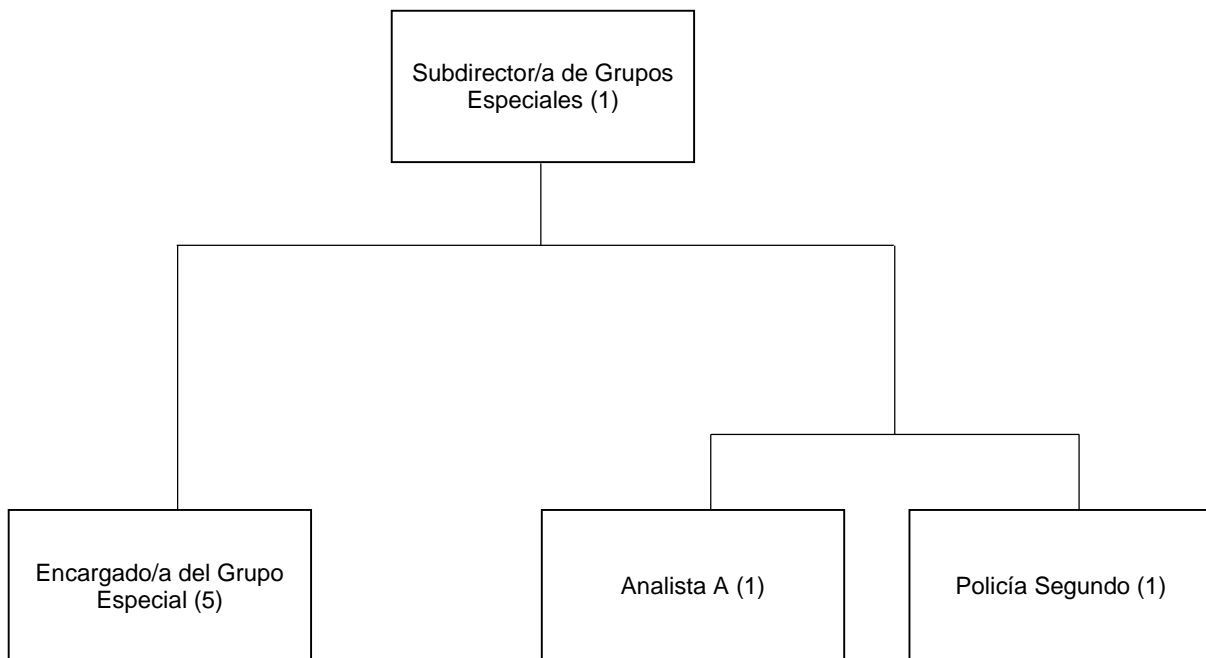 Subdirector/a de Grupos
Especiales (1)
Encargado/a del Grupo
Especial (5)
Analista A (1)
Policía Segundo (1)